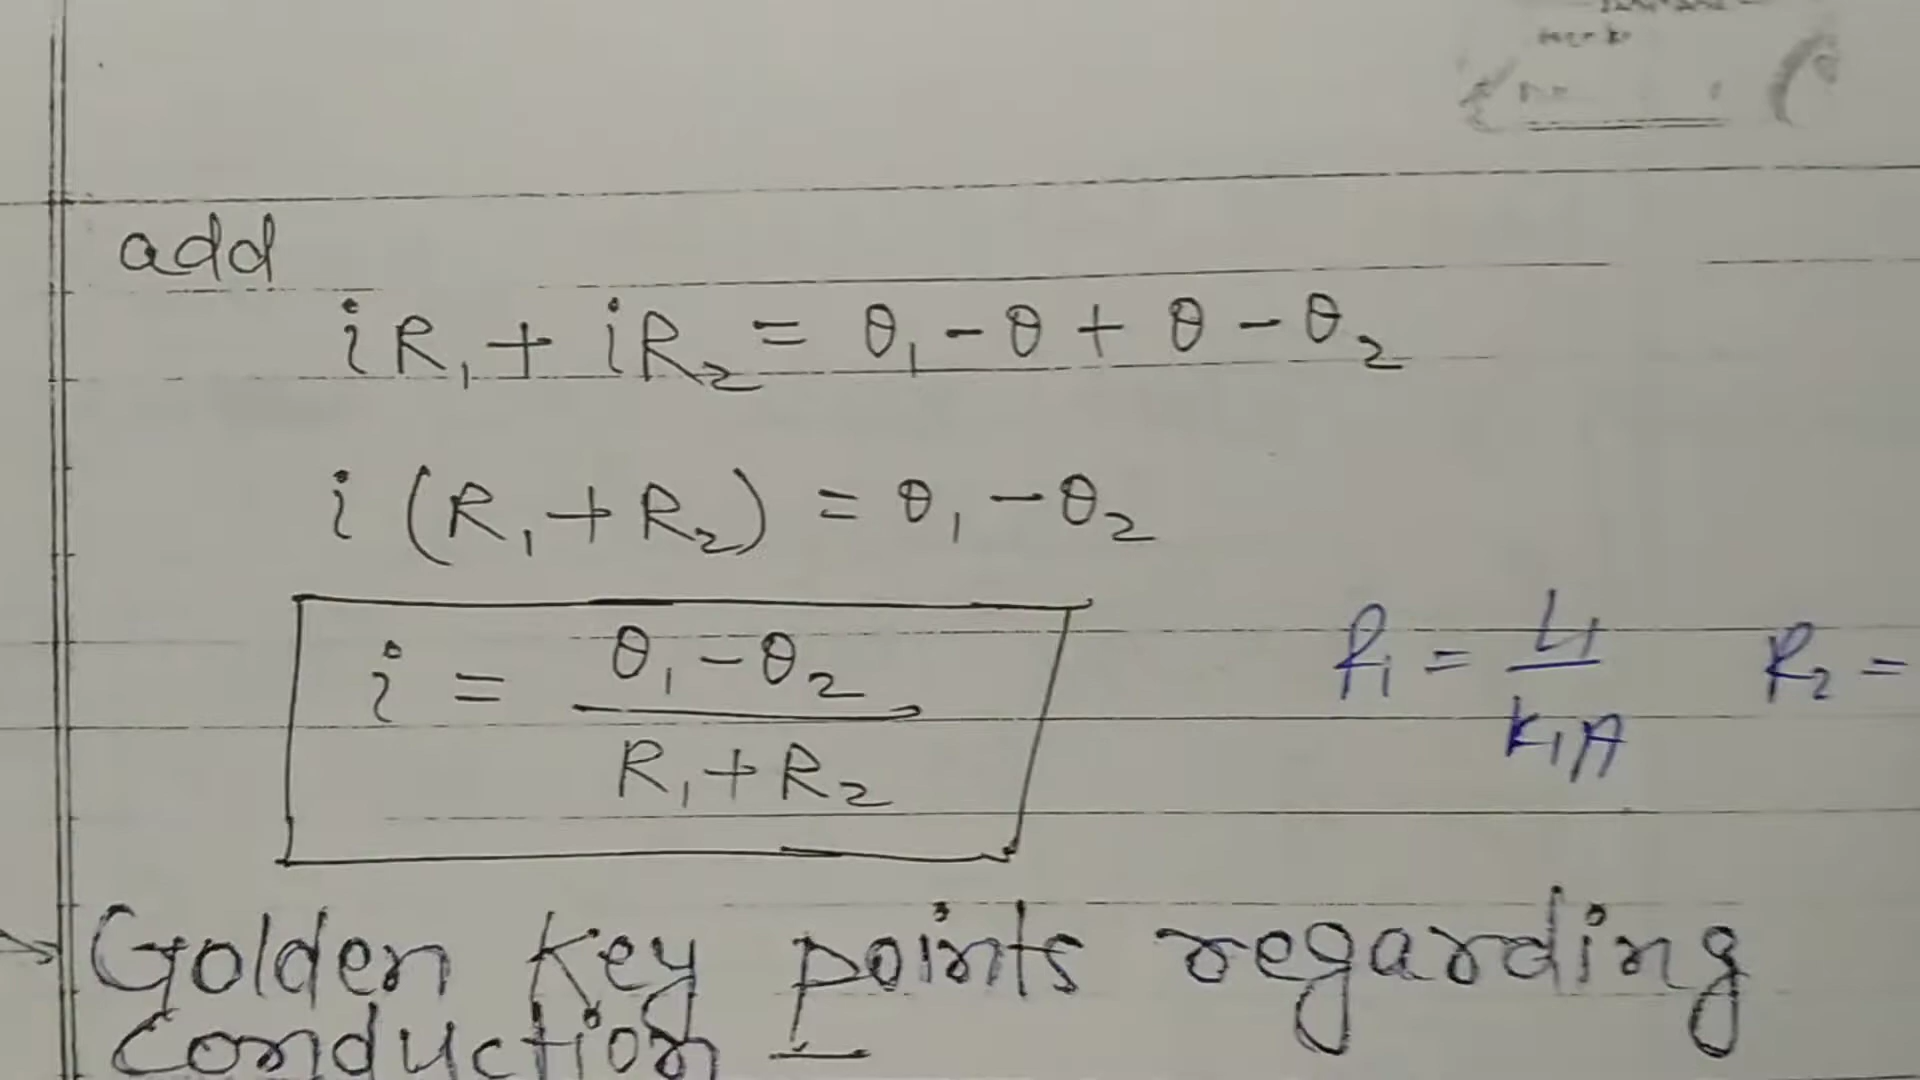 add
iR₁ + iR₂ = θ₁ - θ + θ - θ₂
i (R₁ + R₂) = θ₁ - θ₂
i = θ₁ - θ₂ / R₁ + R₂
R₁ = L₁ / K₁A R₂ =
→ Golden Key points regarding
conduction